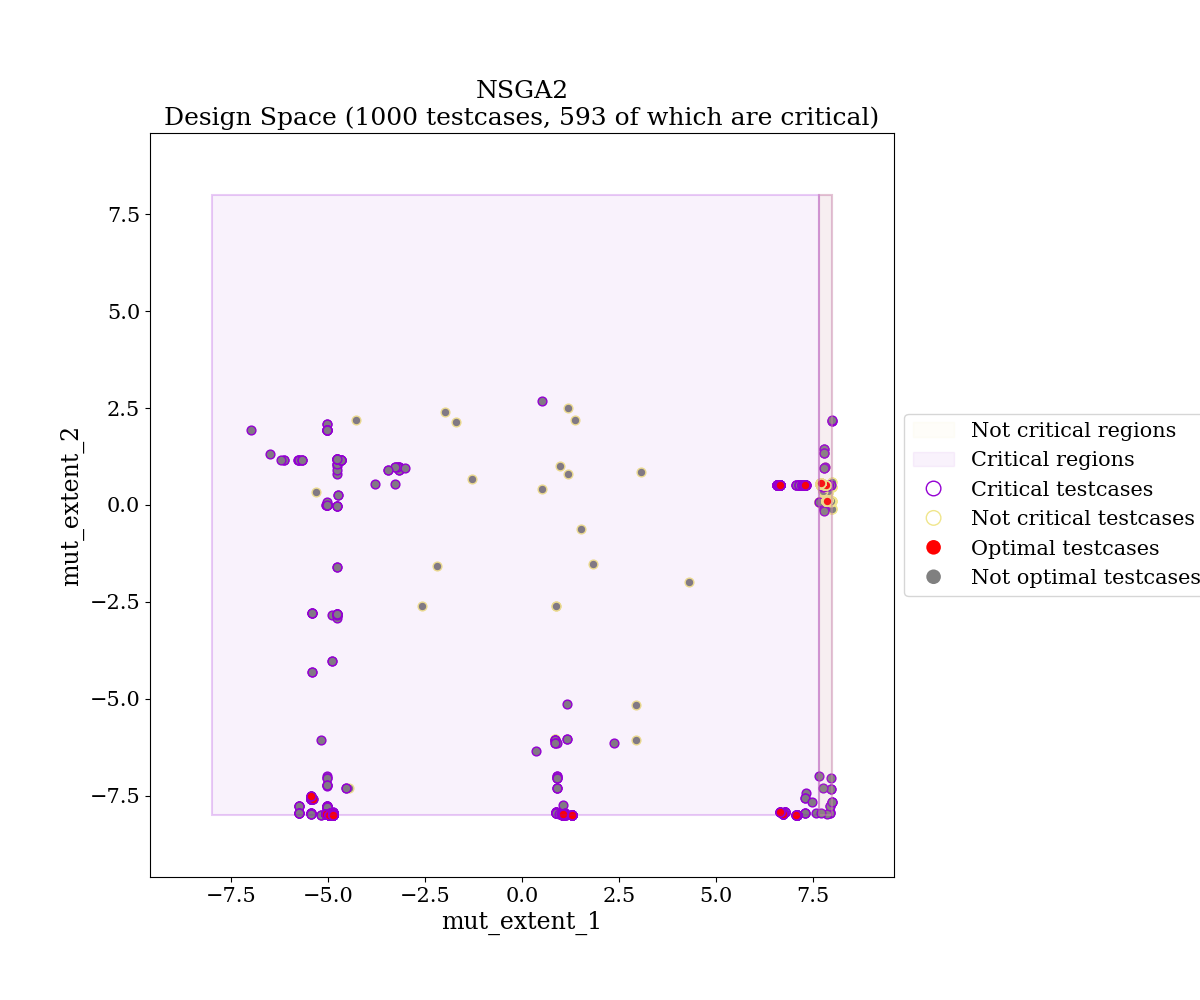 NSGA2
Design Space (1000 testcases, 593 of which are critical)
7.5
5.0
2.5
0.0
−2.5
−5.0
−7.5
mut_extent_2
−7.5
−5.0
−2.5
0.0
2.5
5.0
7.5
mut_extent_1
Not critical regions
Critical regions
Critical testcases
Not critical testcases
Optimal testcases
Not optimal testcases